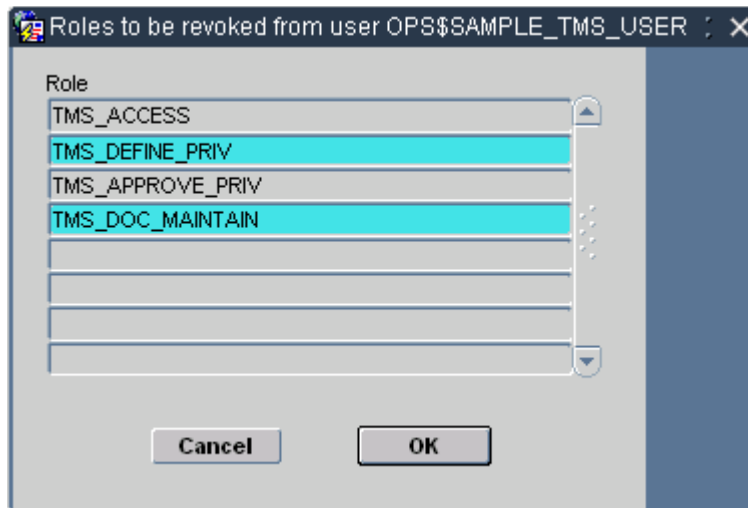 Roles to be revoked from user OPS$SAMPLE_TMS_USER
Role
TMS_ACCESS
TMS_DEFINE_PRIV
TMS_APPROVE_PRIV
TMS_DOC_MAINTAIN
Cancel OK